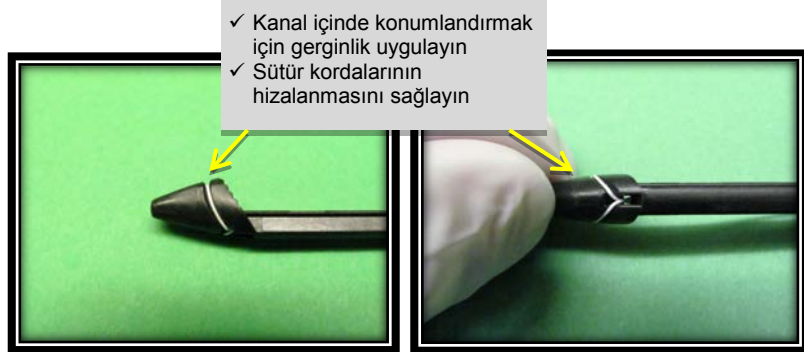 ✓ Kanal içinde konumlandırmak
için gerginlik uygulayın
✓ Sütür kordalarının
hizalanmasını sağlayın